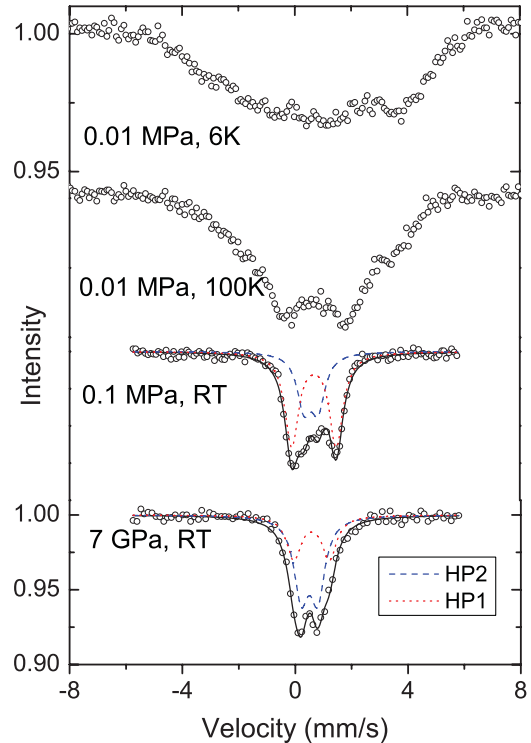 1.00
0.01 MPa, 6K
0.95
0.01 MPa, 100K
Intensity
0.1 MPa, RT
1.00
7 GPa, RT
HP2
0.95
HP1
0.90
-8 -4 0 4 8
Velocity (mm/s)